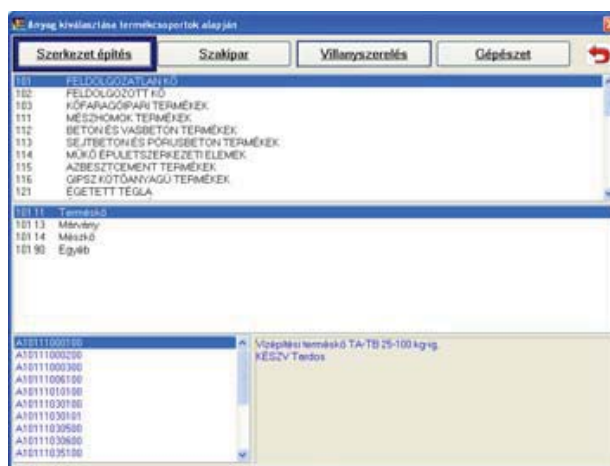 Anyag kiválasztása termékcsoportok alapján
Szerkezet építés Szakipar Villanyszerelés Gépészet
101 FELDOLGOZATLAN KŐ
102 FELDOLGOZOTT KŐ
103 KŐFARAGÓIPARI TERMÉKEK
111 MÉSZHOMOK TERMÉKEK
112 BETON ÉS VASBETON TERMÉKEK
113 SEJTBETON ÉS PÓRUSBETON TERMÉKEK
114 MŰKŐ ÉPÜLETSZERKEZETI ELEMEK
115 AZBESZTCEMENT TERMÉKEK
116 GIPSZ KÖTŐANYAGÚ TERMÉKEK
121 ÉGETETT TÉGLA
101 11 Terméskő
101 13 Márvány
101 14 Mészkő
101 90 Egyéb
A10111000100
A10111000200
A10111000300
A10111006100
A10111010100
A10111030100
A10111030101
A10111030500
A10111030600
A10111035100
Vízépítési terméskő TA-TB 25-100 kg-ig.
KÉSZV Tardos